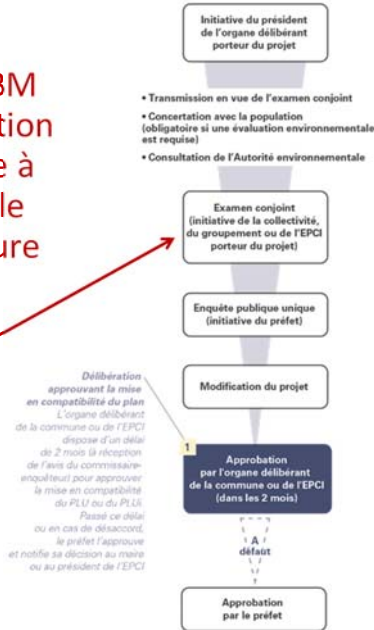 3M
tion
e à
le
ure
Initiative du président
de l'organe délibérant
porteur du projet
• Transmission en vue de l'examen conjoint
• Concertation avec la population
(obligatoire si une évaluation environnementale
est requise)
• Consultation de l'Autorité environnementale
Examen conjoint
(initiative de la collectivité,
du groupement ou de l'EPCI
porteur du projet)
Enquête publique unique
(initiative du préfet)
Modification du projet
Délibération
approuvant la mise
en compatibilité du plan
L'organe délibérant
de la commune ou de l'EPCI
dispose d'un délai
de 2 mois (à réception
de l'avis du commissaire-
enquêteur) pour approuver
la mise en compatibilité
du PLU ou du PLUi.
Passé ce délai
ou en cas de désaccord,
le préfet l'approuve
et notifie sa décision au maire
ou au président de l'EPCI
1
Approbation
par l'organe délibérant
de la commune ou de l'EPCI
(dans les 2 mois)
A
défaut
Approbation
par le préfet